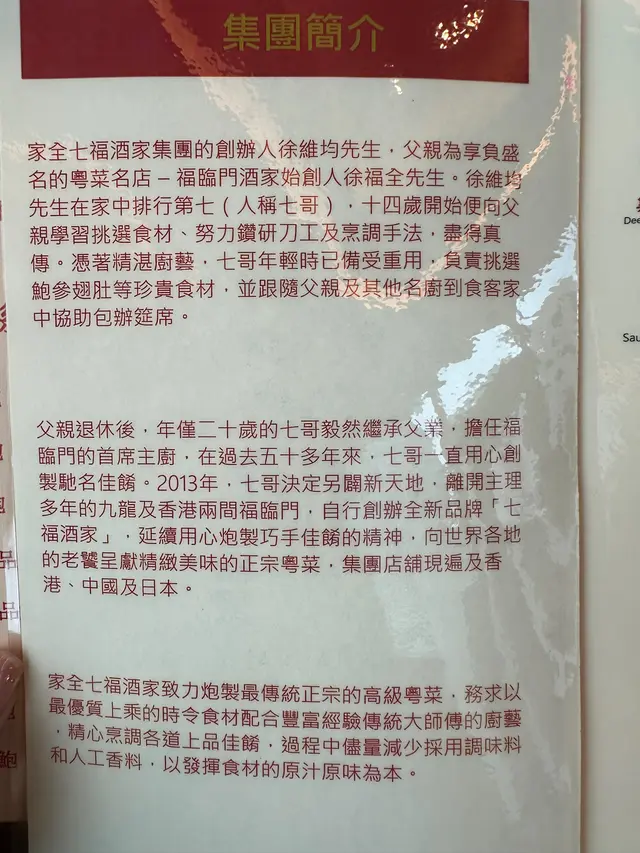 集團簡介
家全七福酒家集團的創辦人徐維均先生，父親為享負盛
名的粵菜名店－福臨門酒家始創人徐福全先生。徐維均
先生在家中排行第七（人稱七哥），十四歲開始便向父
親學習挑選食材、努力鑽研刀工及烹調手法，盡得真
傳。憑著精湛廚藝，七哥年輕時已備受重用，負責挑選
鮑參翅肚等珍貴食材，並跟隨父親及其他名廚到食客家
中協助包辦筵席。
父親退休後，年僅二十歲的七哥毅然繼承父業，擔任福
臨門的首席主廚，在過去五十多年來，七哥一直用心創
製馳名佳餚。2013年，七哥決定另闢新天地，離開主理
多年的九龍及香港兩間福臨門，自行創辦全新品牌「七
福酒家」，延續用心炮製巧手佳餚的精神，向世界各地
的老饕呈獻精緻美味的正宗粵菜，集團店舖現遍及香
港、中國及日本。
家全七福酒家致力炮製最傳統正宗的高級粵菜，務求以
最優質上乘的時令食材配合豐富經驗傳統大師傅的廚藝
，精心烹調各道上品佳餚，過程中儘量減少採用調味料
和人工香料，以發揮食材的原汁原味為本。
Dee
Sau
品
品
鮑